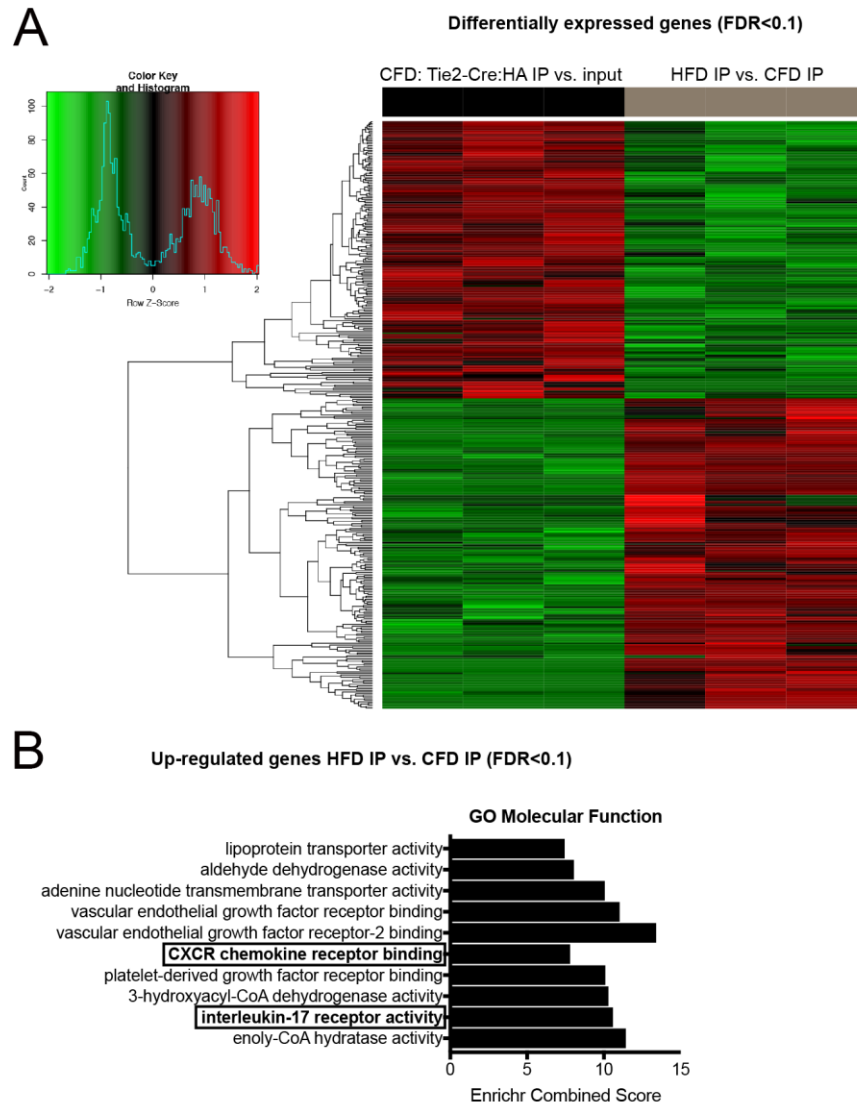 A
Differentially expressed genes (FDR<0.1)
CFD: Tie2-Cre:HA IP vs. input
HFD IP vs. CFD IP
Color Key
and Histogram
Count
0 20 40 60 80 100
-2 -1 0 1 2
Row Z-Score
B
Up-regulated genes HFD IP vs. CFD IP (FDR<0.1)
GO Molecular Function
lipoprotein transporter activity
aldehyde dehydrogenase activity
adenine nucleotide transmembrane transporter activity
vascular endothelial growth factor receptor binding
vascular endothelial growth factor receptor-2 binding
CXCR chemokine receptor binding
platelet-derived growth factor receptor binding
3-hydroxyacyl-CoA dehydrogenase activity
interleukin-17 receptor activity
enoly-CoA hydratase activity
0 5 10 15
Enrichr Combined Score